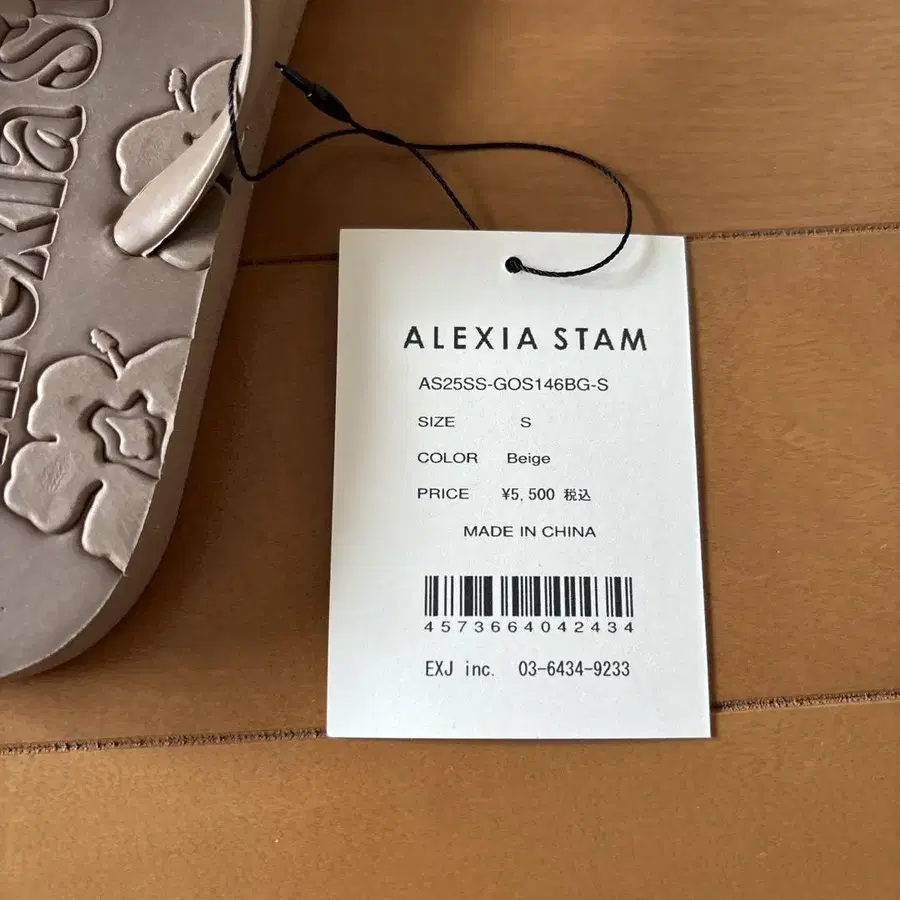 Alexia S
ALEXIA STAM
AS25SS-GOS146BG-S
SIZE S
COLOR Beige
PRICE ¥5,500 税込
MADE IN CHINA
4573664042434
EXJ inc. 03-6434-9233